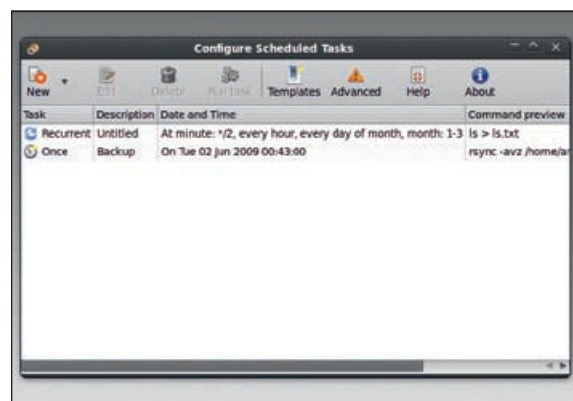 Configure Scheduled Tasks
New Edit Delete Run task Templates Advanced Help About
Task Description Date and Time Command preview
Recurrent Untitled At minute: */2, every hour, every day of month, month: 1-3 ls > ls.txt
Once Backup On Tue 02 Jun 2009 00:43:00 rsync -avz /home/ar